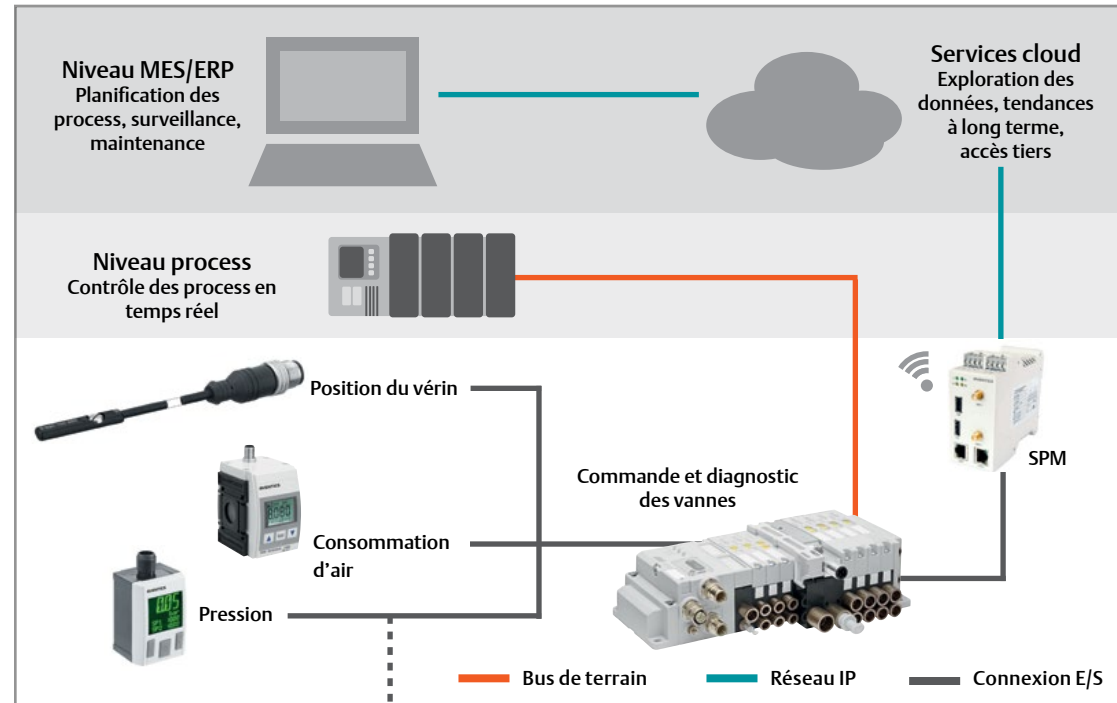 Niveau MES/ERP
Planification des
process, surveillance,
maintenance
Services cloud
Exploration des
données, tendances
à long terme,
accès tiers
Niveau process
Contrôle des process en
temps réel
Position du vérin
SPM
Commande et diagnostic
des vannes
Consommation
d’air
Pression
Bus de terrain
Réseau IP
Connexion E/S